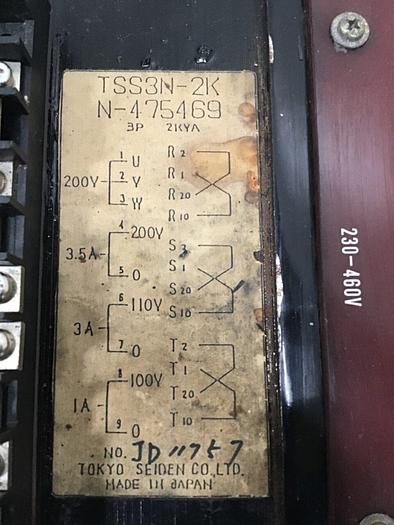 TSS3N-2K
N-475469
3P 2KVA
1 U
200V 2 V
3 W
4 200V
3.5A
5 0
6 110V
3A
7 0
8 100V
1A
9 0
R2
R1
R20
R10
S2
S1
S20
S10
T2
T1
T20
T10
NO. JD11757
TOKYO SEIDEN CO., LTD.
MADE IN JAPAN
230-460V